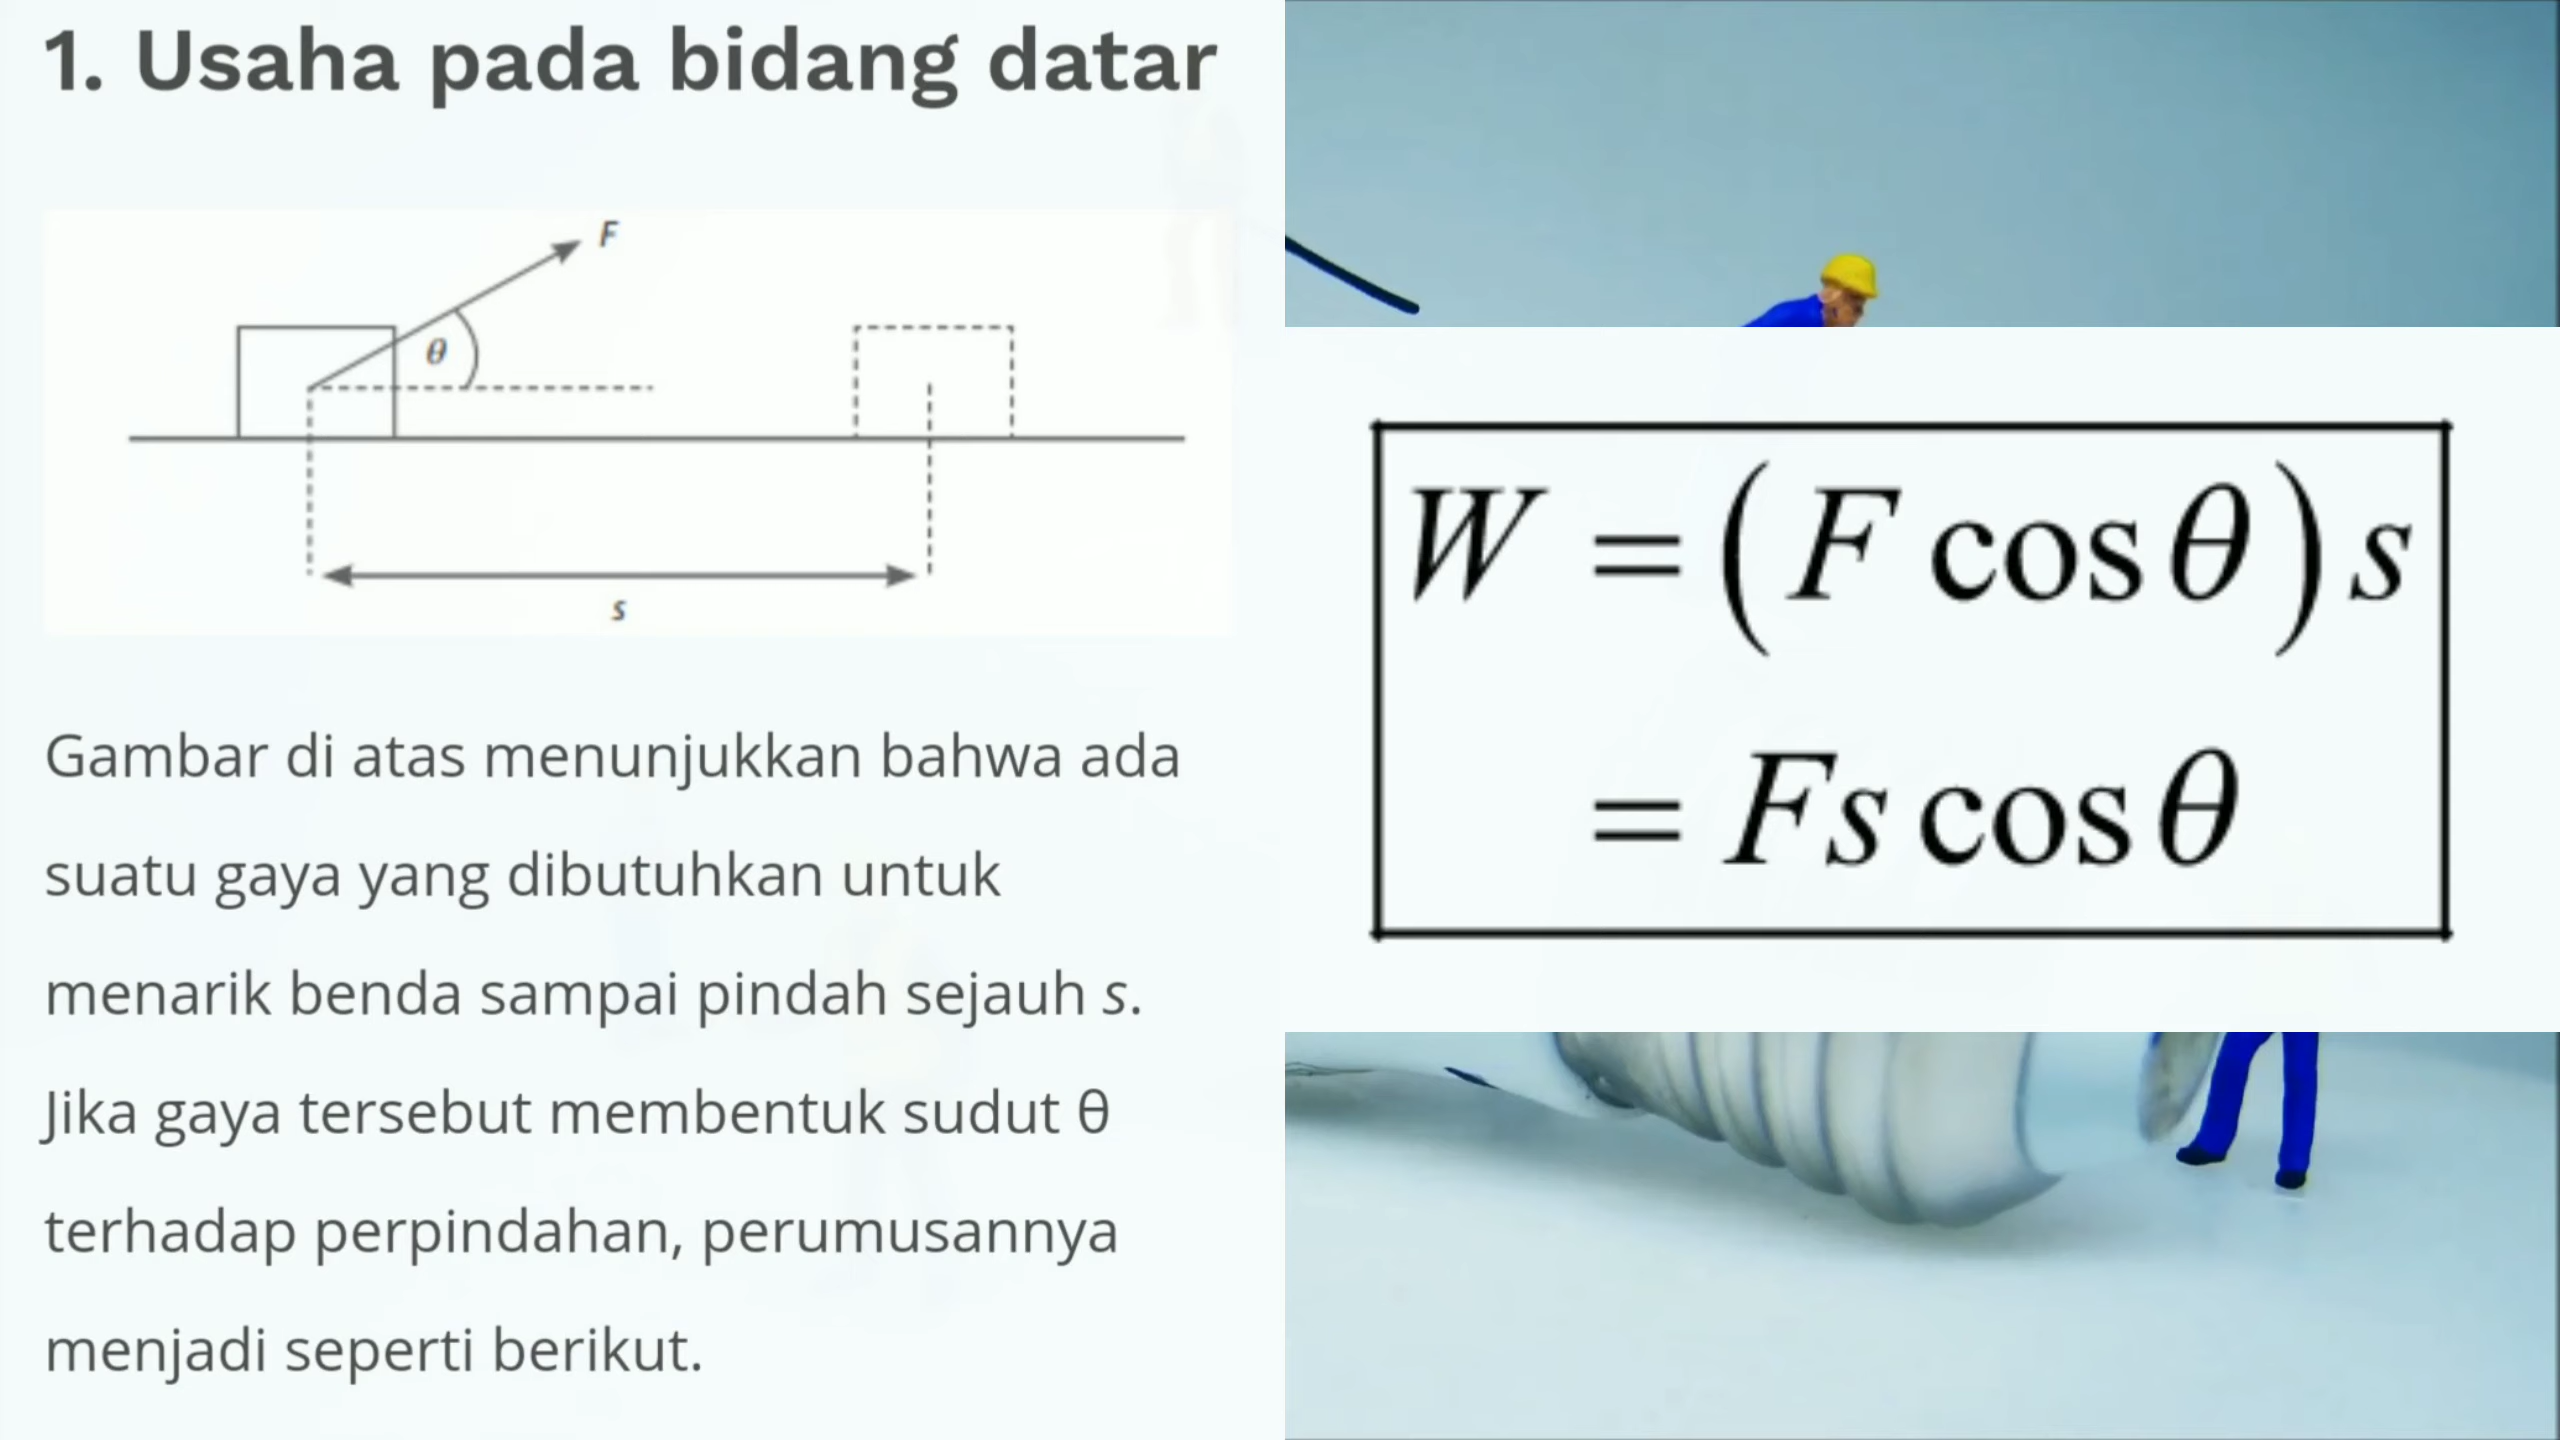 1. Usaha pada bidang datar
F
θ
s
Gambar di atas menunjukkan bahwa ada
suatu gaya yang dibutuhkan untuk
menarik benda sampai pindah sejauh s.
Jika gaya tersebut membentuk sudut θ
terhadap perpindahan, perumusannya
menjadi seperti berikut.
W = (F cos θ) s
= Fs cos θ